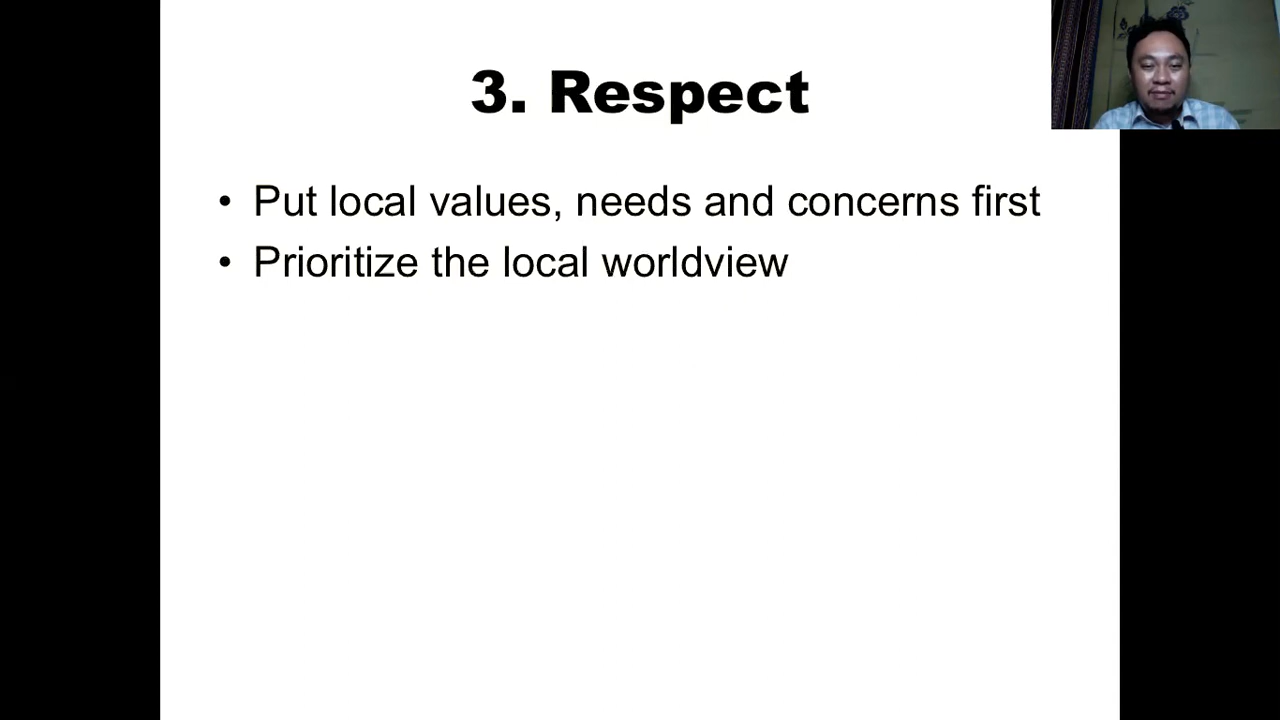 3. Respect
• Put local values, needs and concerns first
• Prioritize the local worldview